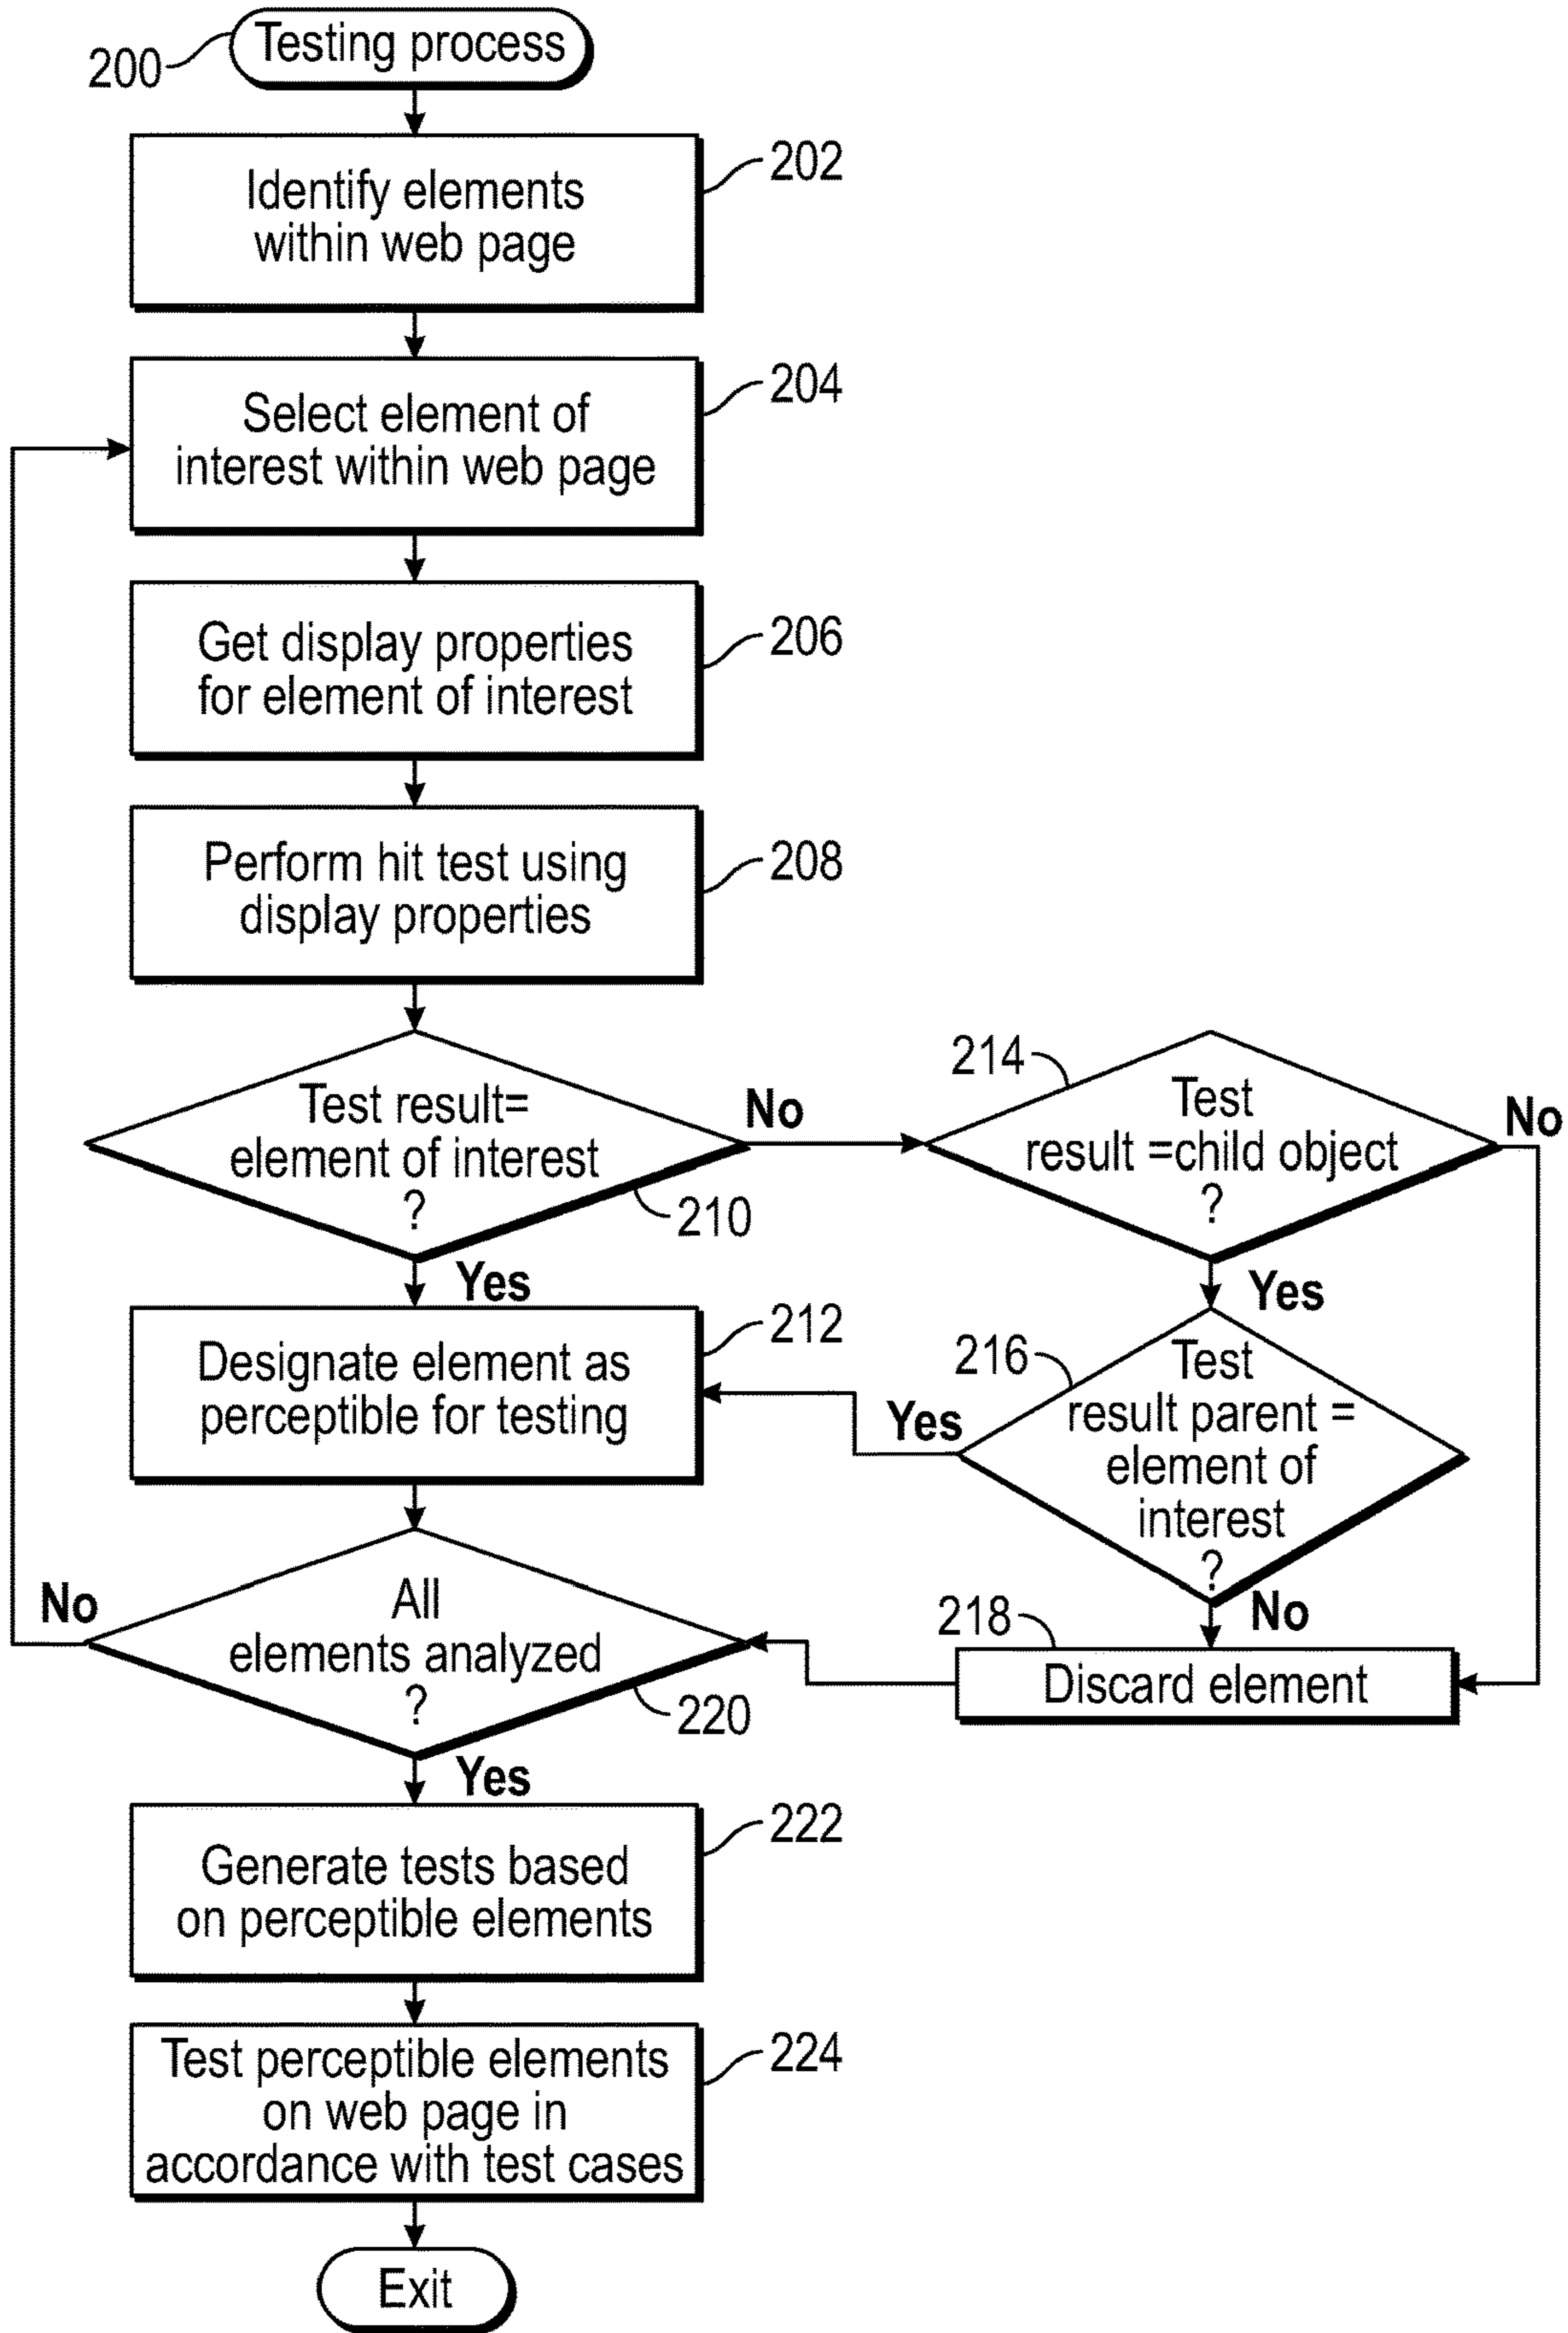 Testing process
200
Identify elements
within web page
202
Select element of
interest within web page
204
Get display properties
for element of interest
206
Perform hit test using
display properties
208
Test result=
element of interest
?
210
No
Yes
214
Test
result =child object
?
No
Yes
Designate element as
perceptible for testing
212
216
Test
result parent =
element of
interest
?
Yes
No
218
Discard element
All
elements analyzed
?
220
No
Yes
Generate tests based
on perceptible elements
222
Test perceptible elements
on web page in
accordance with test cases
224
Exit